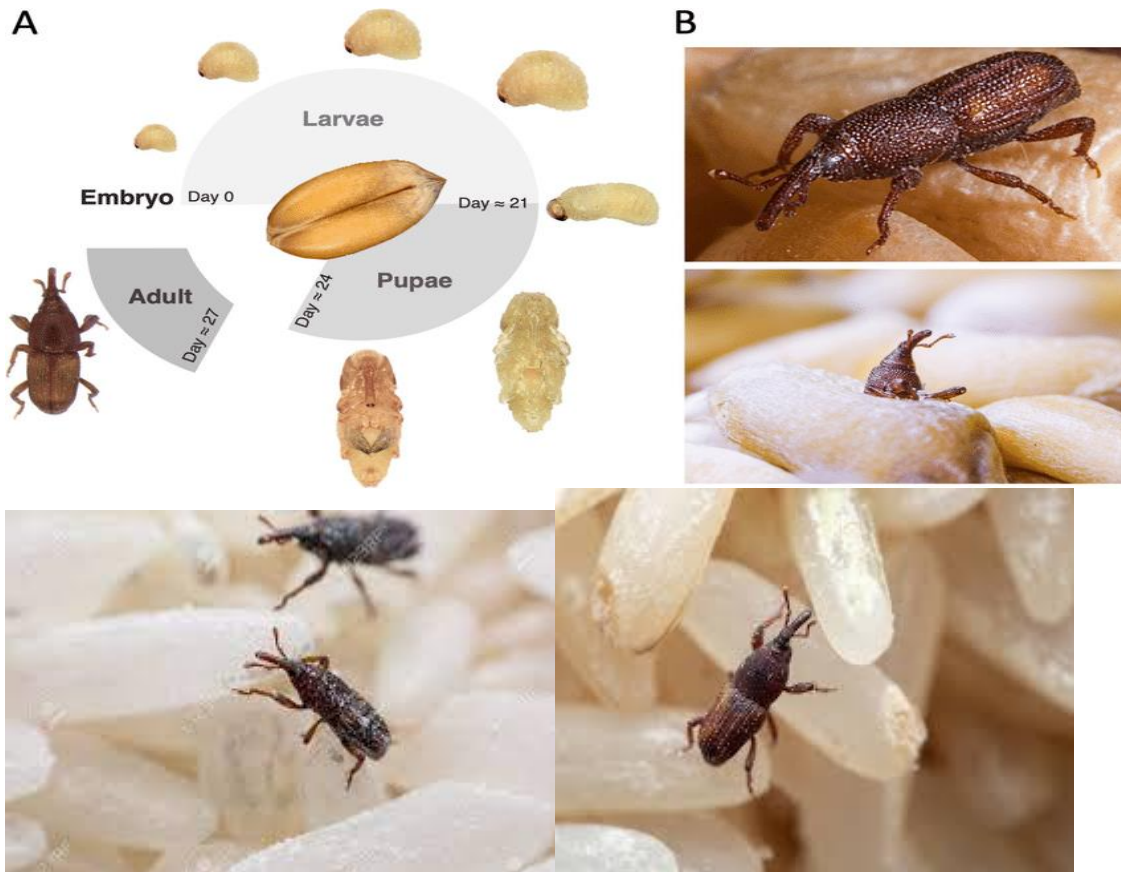 A
B
Larvae
Embryo
Day 0
Day ≈ 21
Pupae
Day ≈ 24
Adult
Day ≈ 27